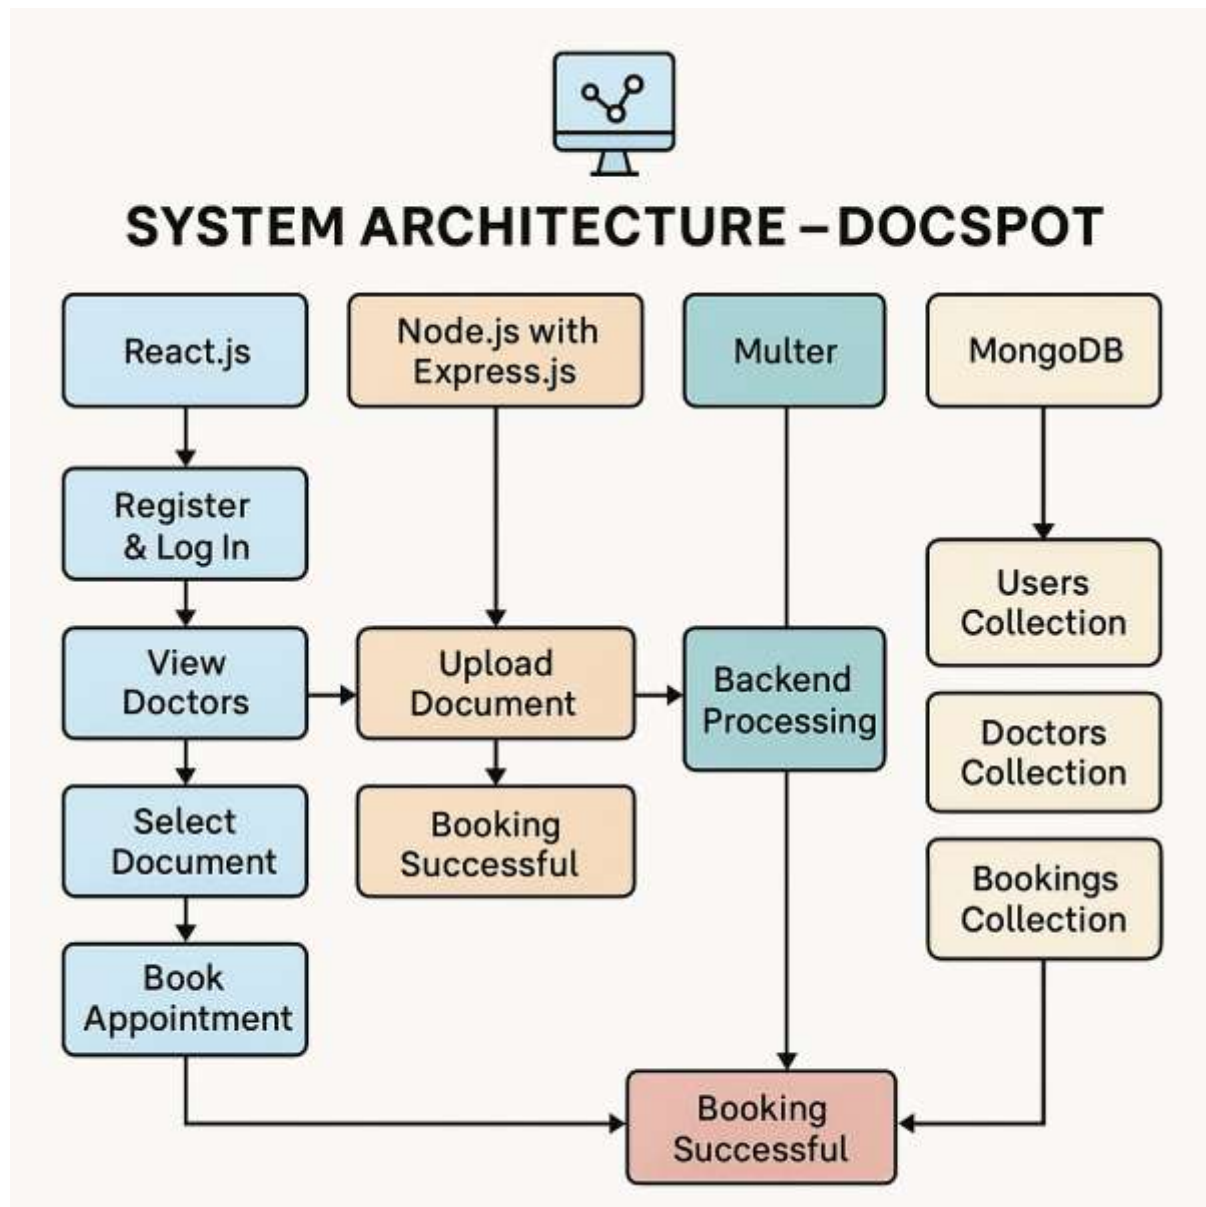 SYSTEM ARCHITECTURE – DOCSPOT
React.js
Node.js with
Express.js
Multer
MongoDB
Register
& Log In
Users
Collection
View
Doctors
Upload
Document
Backend
Processing
Doctors
Collection
Select
Document
Booking
Successful
Bookings
Collection
Book
Appointment
Booking
Successful